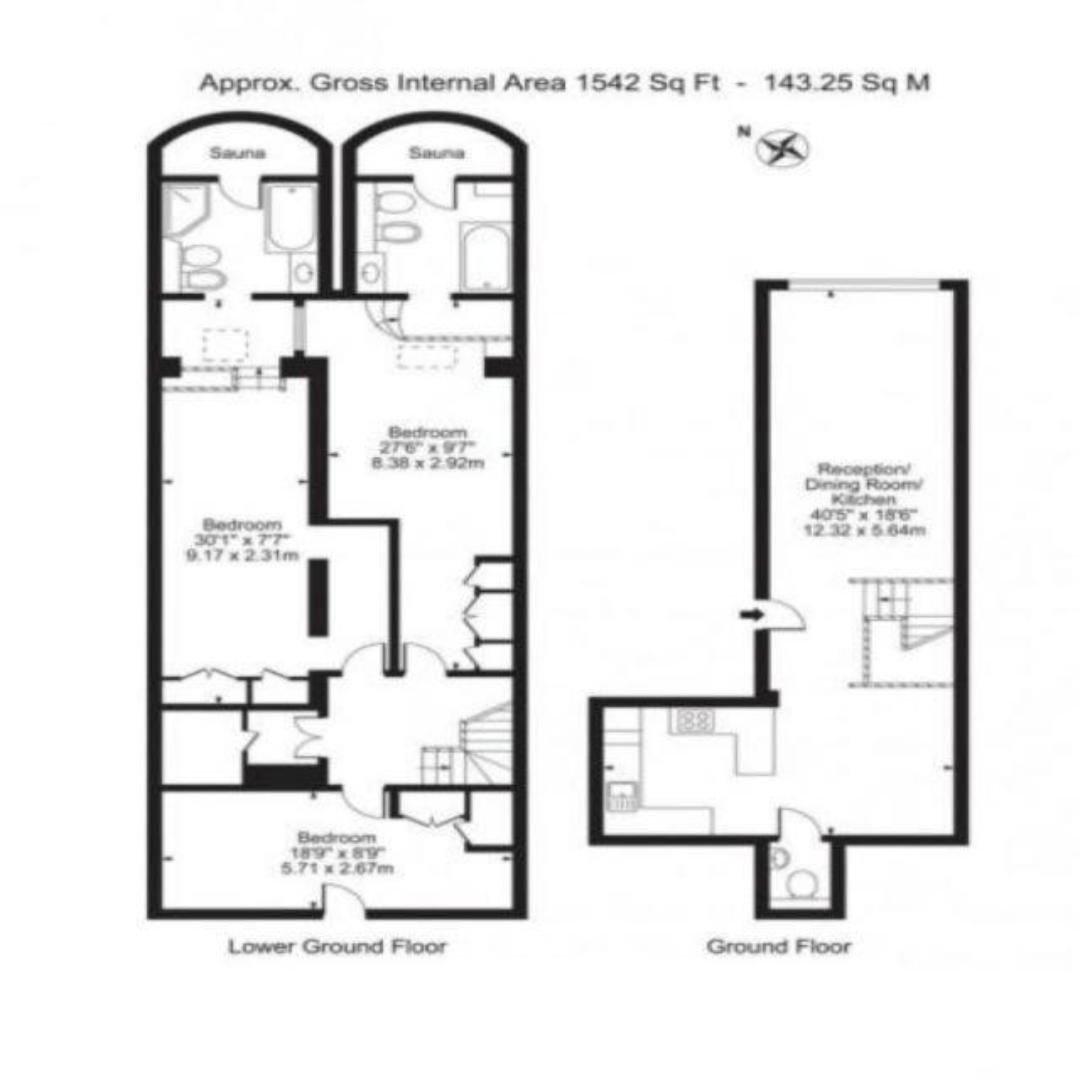 Approx. Gross Internal Area 1542 Sq Ft - 143.25 Sq M
N
Sauna
Sauna
Bedroom
27'6" x 9'7"
8.38 x 2.92m
Bedroom
30'1" x 7'7"
9.17 x 2.31m
Reception/
Dining Room/
Kitchen
40'5" x 18'6"
12.32 x 5.64m
Bedroom
18'9" x 8'9"
5.71 x 2.67m
Lower Ground Floor
Ground Floor